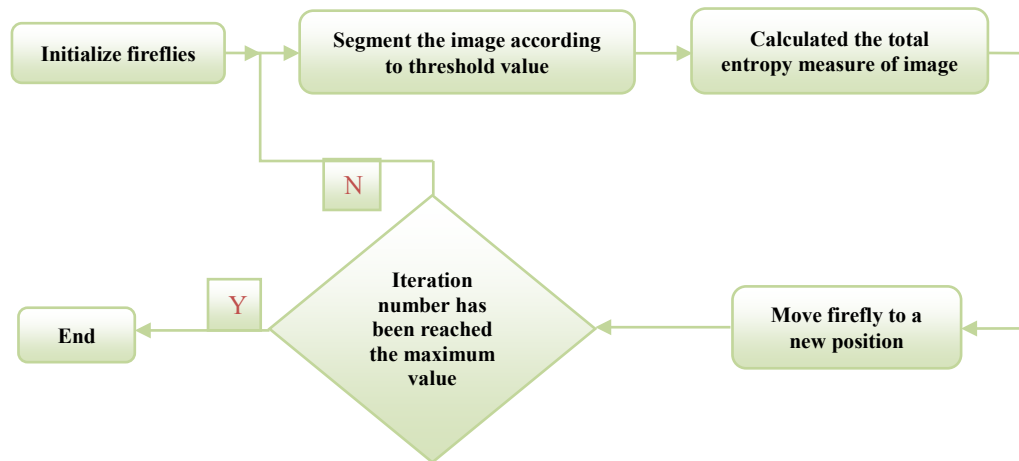 Initialize fireflies
Segment the image according
to threshold value
Calculated the total
entropy measure of image
N
Iteration
number has
been reached
the maximum
value
Y
End
Move firefly to a
new position